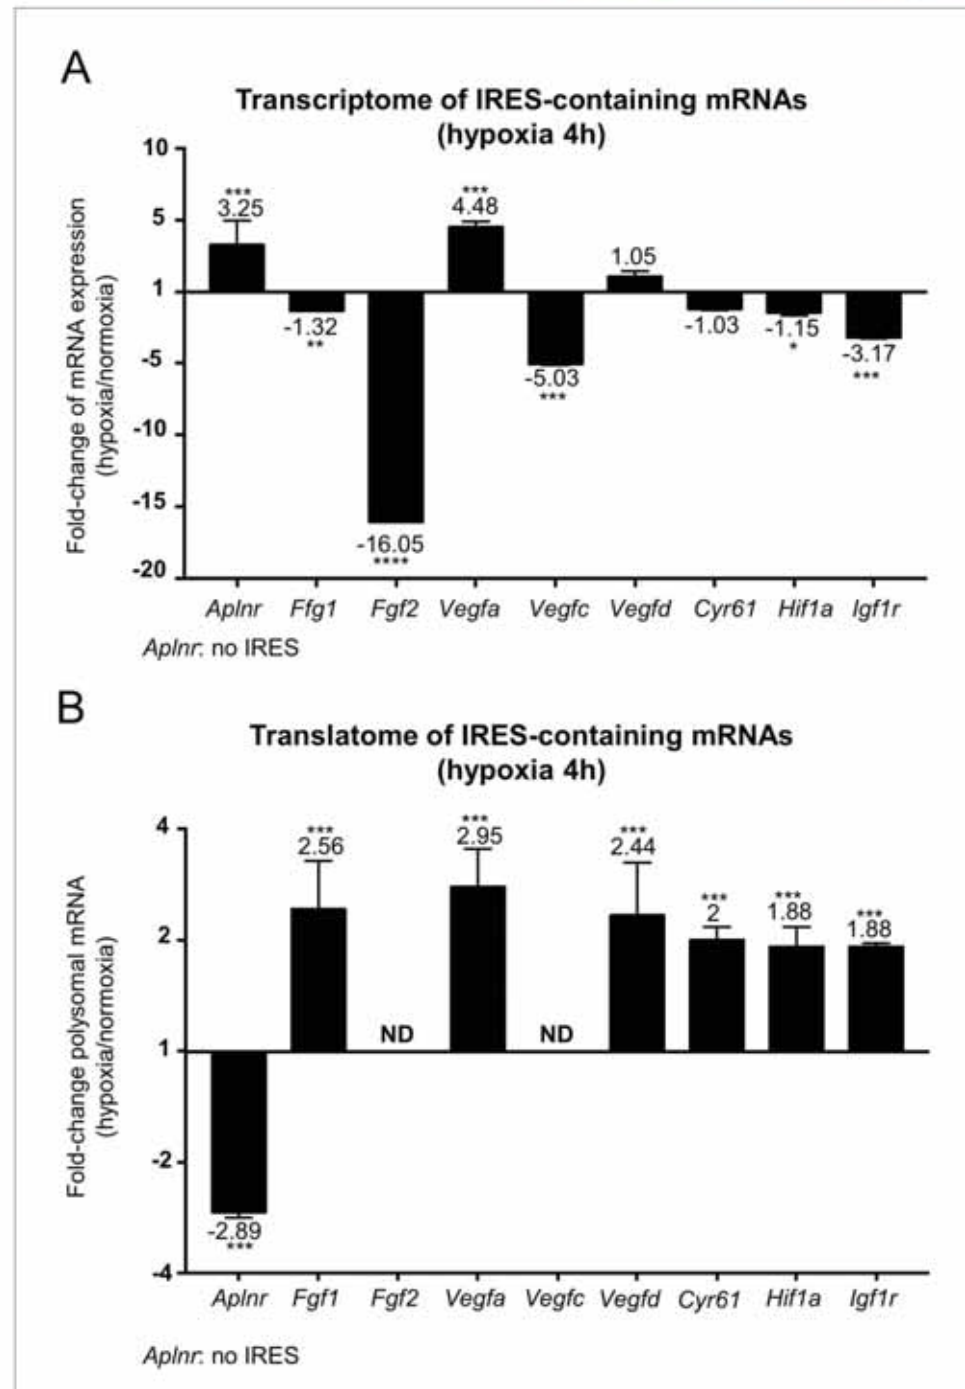 A
Transcriptome of IRES-containing mRNAs
(hypoxia 4h)
Fold-change of mRNA expression
(hypoxia/normoxia)
10
5
1
-5
-10
-15
-20
***
3.25
-1.32
**
-16.05
****
***
4.48
-5.03
***
1.05
-1.03
-1.15
*
-3.17
***
Aplnr Ffg1 Fgf2 Vegfa Vegfc Vegfd Cyr61 Hif1a Igf1r
Aplnr: no IRES
B
Translatome of IRES-containing mRNAs
(hypoxia 4h)
Fold-change polysomal mRNA
(hypoxia/normoxia)
4
2
1
-2
-4
-2.89
***
***
2.56
ND
***
2.95
ND
***
2.44
***
2
***
1.88
***
1.88
Aplnr Fgf1 Fgf2 Vegfa Vegfc Vegfd Cyr61 Hif1a Igf1r
Aplnr: no IRES